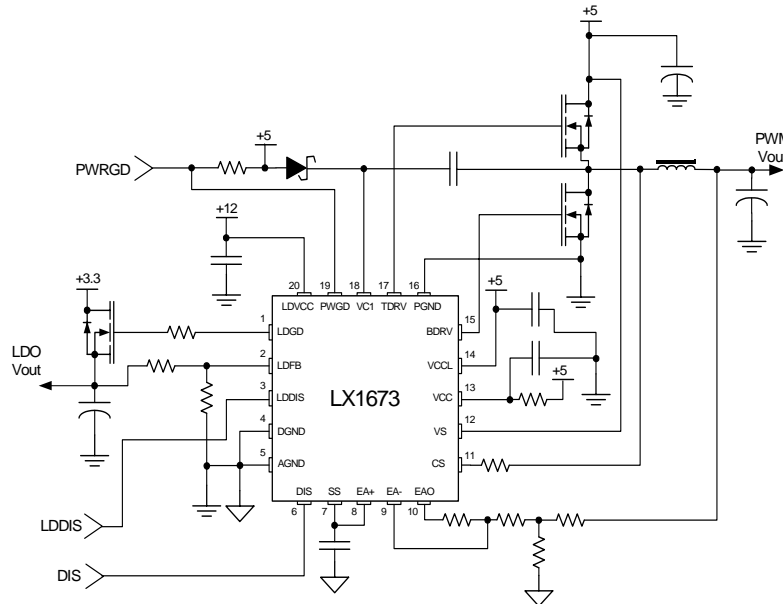 +5
+5
PWRGD
PWM
Vout
+12
+3.3
20 19 18 17 16
LDVCC PWGD VC1 TDRV PGND
+5
1 LDGD
BDRV 15
LDO
Vout
2 LDFB
VCCL 14
+5
3 LDDIS
LX1673
VCC 13
4 DGND
VS 12
5 AGND
CS 11
DIS SS EA+ EA- EAO
6 7 8 9 10
LDDIS
DIS